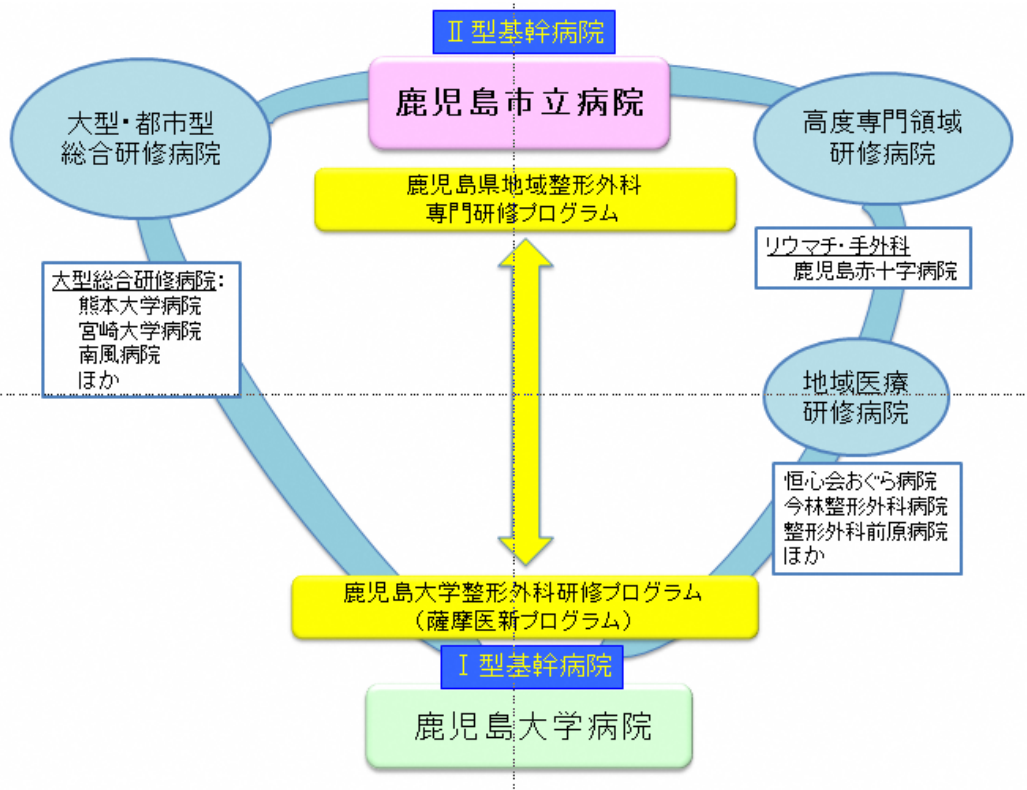 Ⅱ型基幹病院
鹿児島市立病院
大型・都市型
総合研修病院
高度専門領域
研修病院
鹿児島県地域整形外科
専門研修プログラム
リウマチ・手外科
鹿児島赤十字病院
大型総合研修病院:
熊本大学病院
宮崎大学病院
南風病院
ほか
地域医療
研修病院
恒心会おぐら病院
今林整形外科病院
整形外科前原病院
ほか
鹿児島大学整形外科研修プログラム
(薩摩医新プログラム)
Ⅰ型基幹病院
鹿児島大学病院